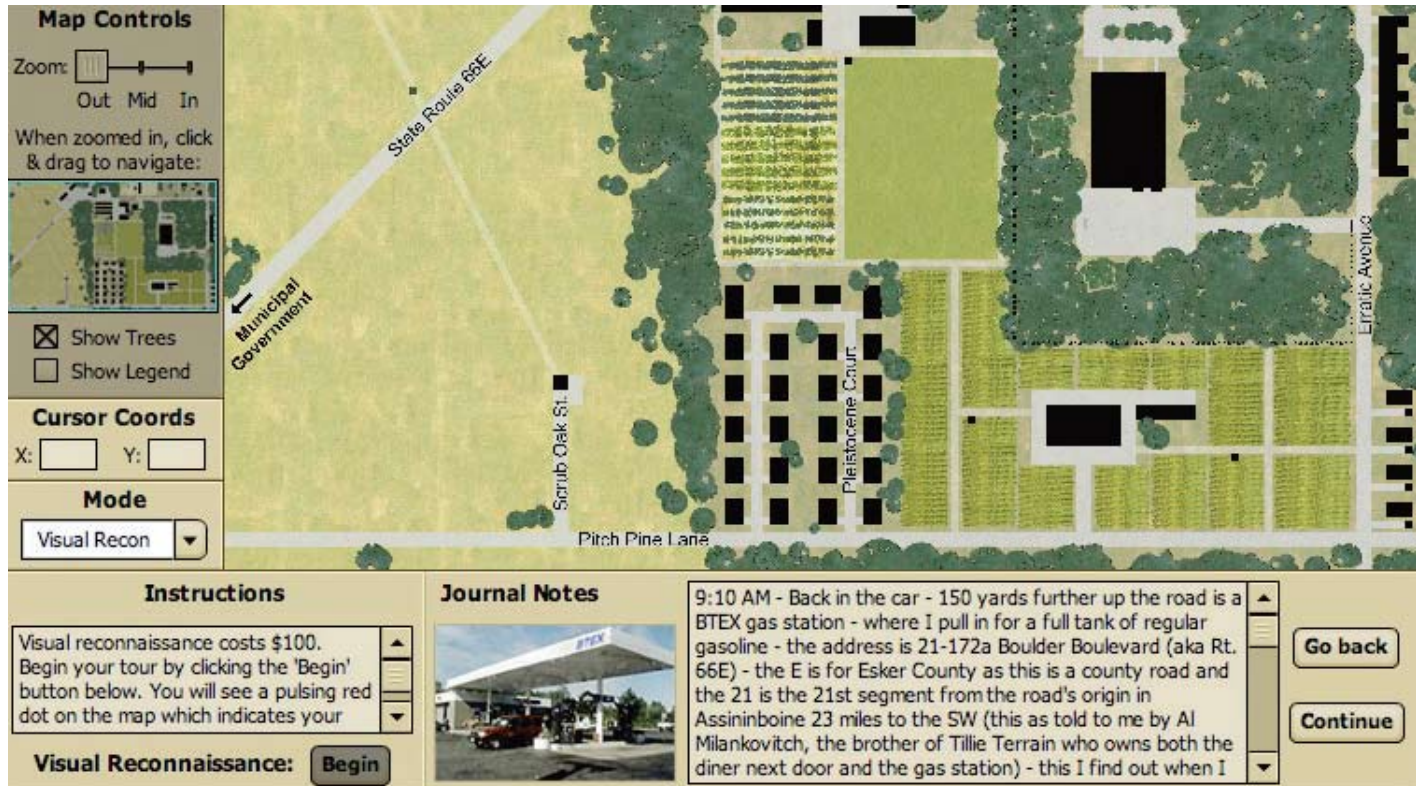 Map Controls
Zoom:
Out Mid In
When zoomed in, click
& drag to navigate:
Show Trees
Show Legend
Cursor Coords
X: Y:
Mode
Visual Recon
State Route 66E
Municipal
Government
Scrub Oak St.
Pleistocene Court
Erratic Avenue
Pitch Pine Lane
Instructions
Visual reconnaissance costs $100.
Begin your tour by clicking the 'Begin'
button below. You will see a pulsing red
dot on the map which indicates your
Visual Reconnaissance: Begin
Journal Notes
BTEX
9:10 AM - Back in the car - 150 yards further up the road is a
BTEX gas station - where I pull in for a full tank of regular
gasoline - the address is 21-172a Boulder Boulevard (aka Rt.
66E) - the E is for Esker County as this is a county road and
the 21 is the 21st segment from the road's origin in
Assininboine 23 miles to the SW (this as told to me by Al
Milankovitch, the brother of Tillie Terrain who owns both the
diner next door and the gas station) - this I find out when I
Go back
Continue